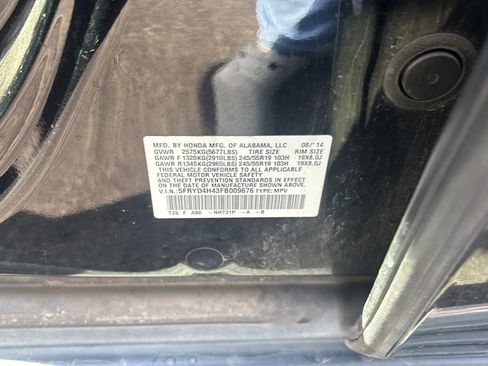 MFD. BY HONDA MFG. OF ALABAMA, LLC 08/'14
GVWR 2575KG(5677LBS) TIRE SIZE RIM SIZE
GAWR F 1320KG(2910LBS) 245/55R19 103H -19X8.0J
GAWR R 1345KG(2965LBS) 245/55R19 103H 19X8.0J
THIS VEHICLE CONFORMS TO ALL APPLICABLE
FEDERAL MOTOR VEHICLE SAFETY
AND THEFT PREVENTION STANDARDS IN EFFECT
ON THE DATE OF MANUFACTURE SHOWN ABOVE.
V.I.N.: 5FRYD4H43FB009676 TYPE: MPV
TZ6 F AB6 -NH731P --A --B